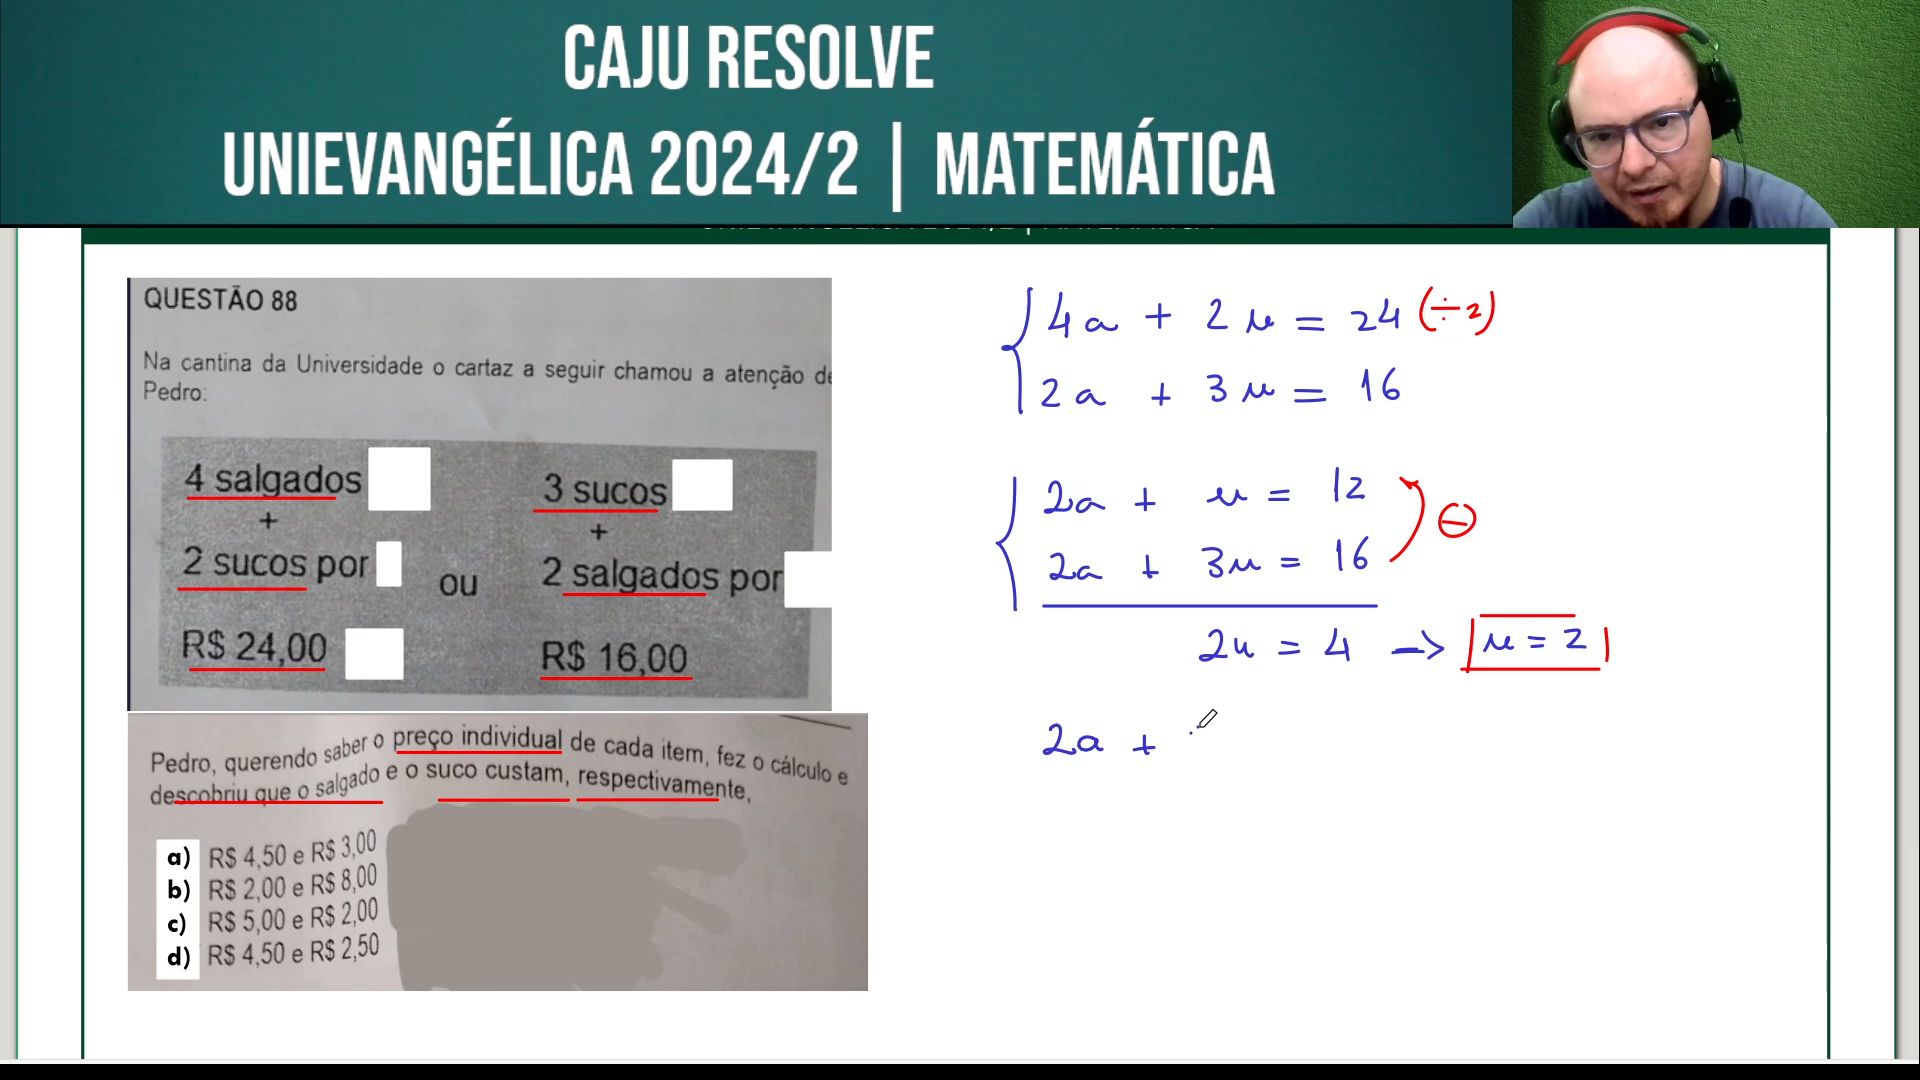 CAJU RESOLVE
UNIEVANGÉLICA 2024/2 | MATEMÁTICA
QUESTÃO 88
Na cantina da Universidade o cartaz a seguir chamou a atenção de
Pedro:
4 salgados
+
2 sucos por
R$ 24,00
ou
3 sucos
+
2 salgados por
R$ 16,00
Pedro, querendo saber o preço individual de cada item, fez o cálculo e
descobriu que o salgado e o suco custam, respectivamente,
a) R$ 4,50 e R$ 3,00
b) R$ 2,00 e R$ 8,00
c) R$ 5,00 e R$ 2,00
d) R$ 4,50 e R$ 2,50
4a + 2u = 24 (÷2)
2a + 3u = 16
2a + u = 12
2a + 3u = 16
2u = 4 -> u = 2
2a +